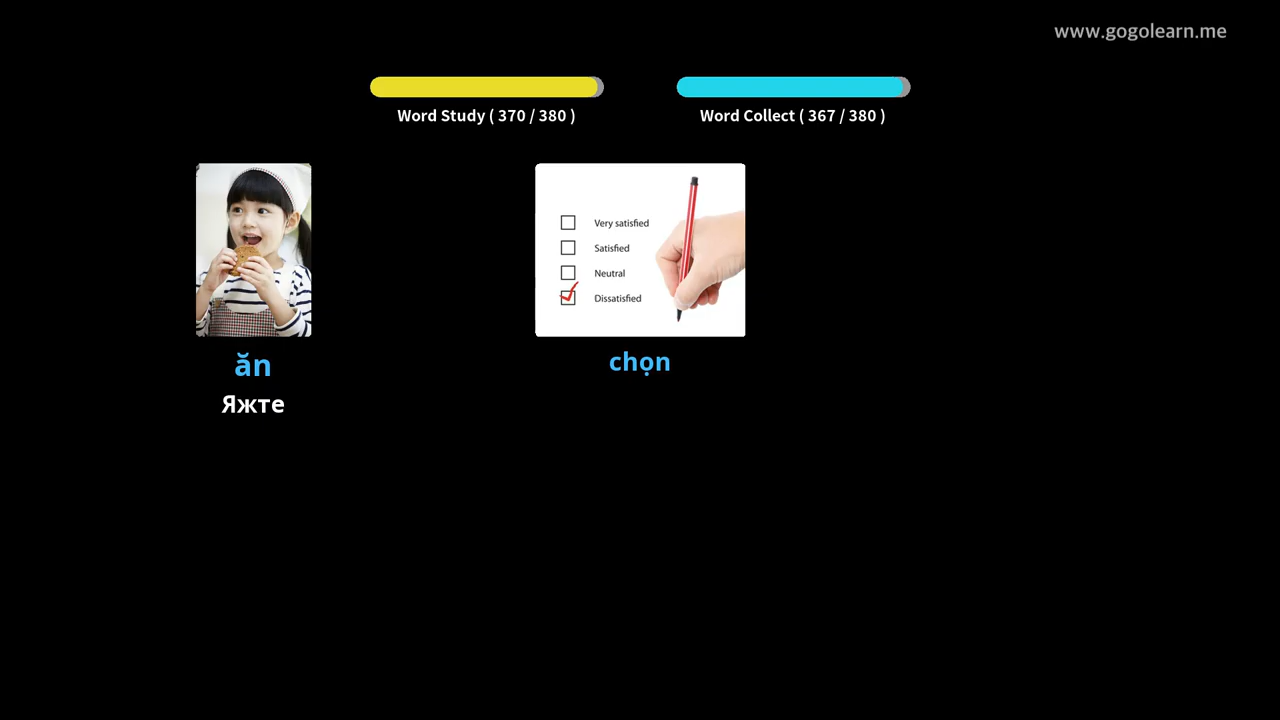 www.gogolearn.me
Word Study ( 370 / 380 )
Word Collect ( 367 / 380 )
Very satisfied
Satisfied
Neutral
Dissatisfied
ăn
chọn
Яжте